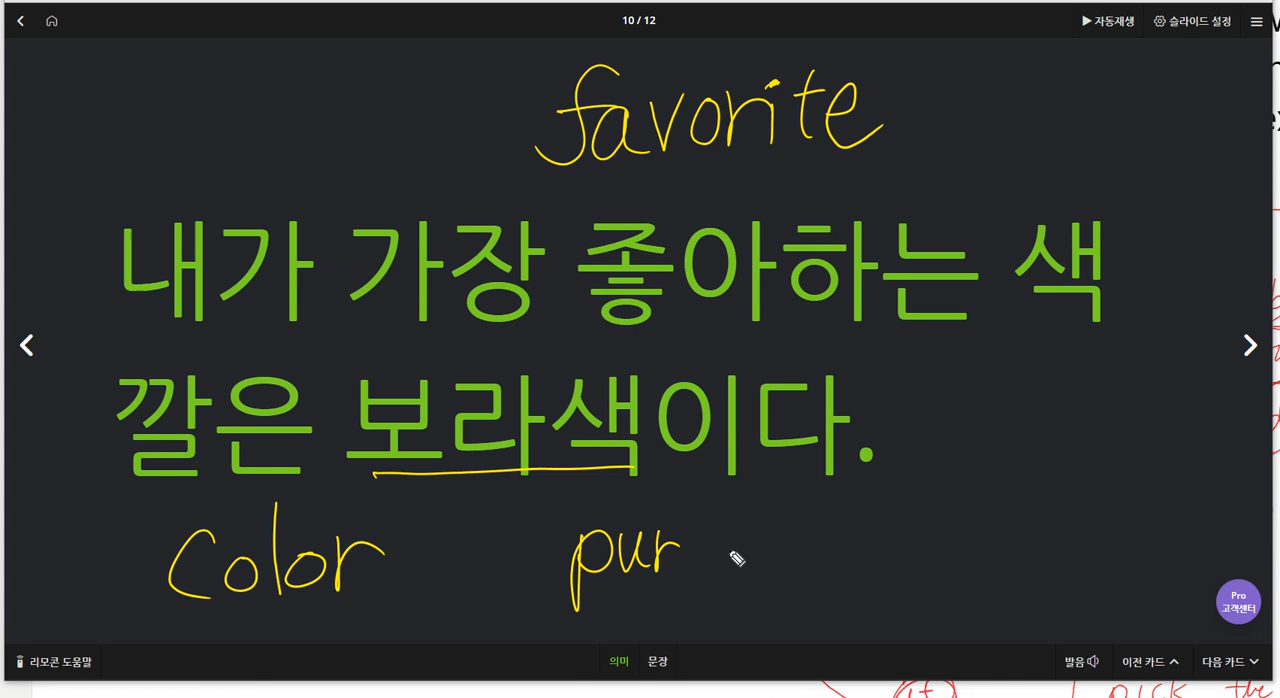 10 / 12
자동재생
슬라이드 설정
favorite
내가 가장 좋아하는 색
깔은 보라색이다.
color
pur
Pro
고객센터
리모콘 도움말
의미
문장
발음
이전 카드
다음 카드
pick the